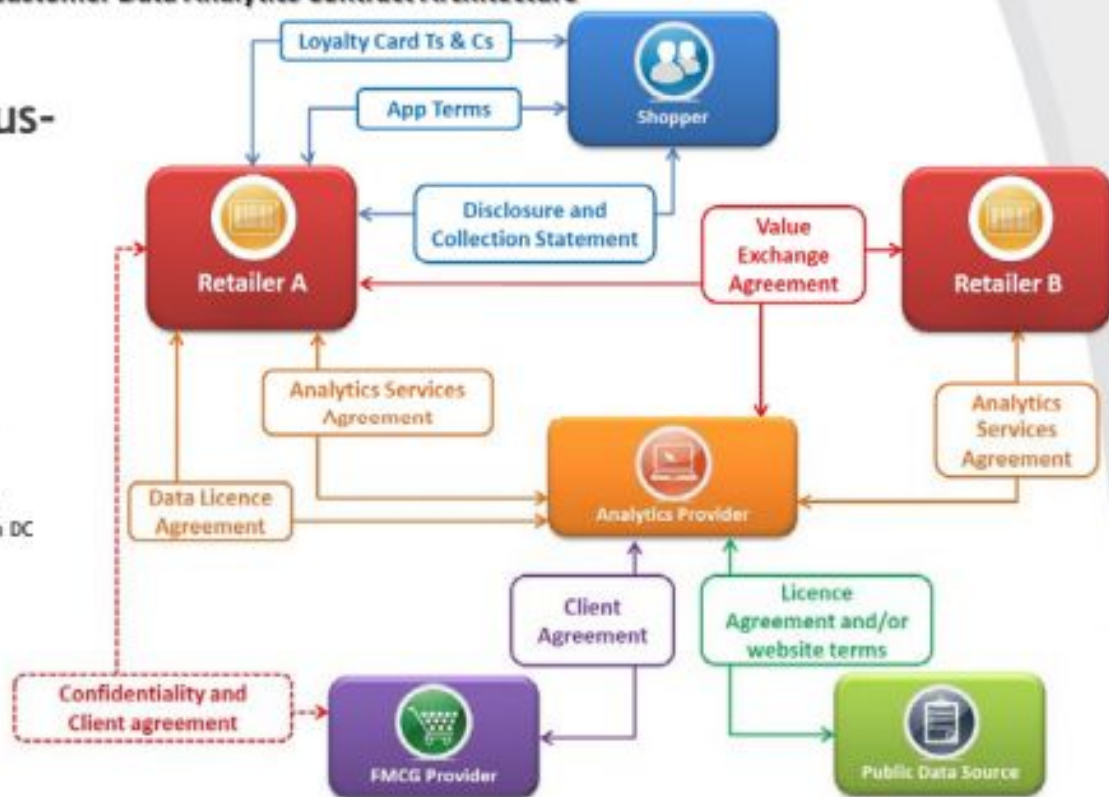 Customer Data Analytics Contract Architecture
Loyalty Card Ts & Cs
Shopper
us-
App Terms
Disclosure and
Collection Statement
Value
Exchange
Agreement
Retailer A
Retailer B
Analytics Services
Agreement
Analytics
Services
Agreement
Data Licence
Agreement
Analytics Provider
DC
Client
Agreement
Licence
Agreement and/or
website terms
Confidentiality and
Client agreement
FMCG Provider
Public Data Source